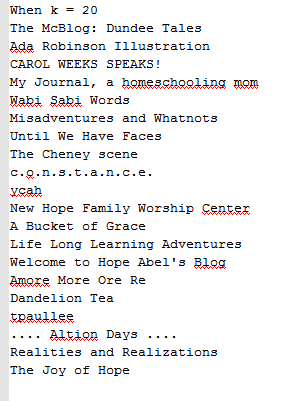 When k = 20
The McBlog: Dundee Tales
Ada Robinson Illustration
CAROL WEEKS SPEAKS!
My Journal, a homeschooling mom
Wabi Sabi Words
Misadventures and Whatnots
Until We Have Faces
The Cheney scene
c.o.n.s.t.a.n.c.e.
ycah
New Hope Family Worship Center
A Bucket of Grace
Life Long Learning Adventures
Welcome to Hope Abel's Blog
Amore More Ore Re
Dandelion Tea
tpaullee
.... Altion Days ....
Realities and Realizations
The Joy of Hope